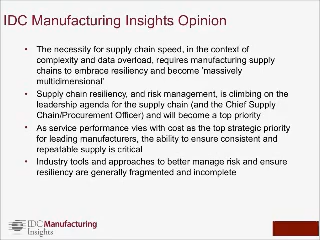 IDC Manufacturing Insights Opinion
• The necessity for supply chain speed, in the context of
complexity and data overload, requires manufacturing supply
chains to embrace resiliency and become 'massively
multidimensional'
• Supply chain resiliency, and risk management, is climbing on the
leadership agenda for the supply chain (and the Chief Supply
Chain/Procurement Officer) and will become a top priority
• As service performance vies with cost as the top strategic priority
for leading manufacturers, the ability to ensure consistent and
repeatable supply is critical
• Industry tools and approaches to better manage risk and ensure
resiliency are generally fragmented and incomplete
IDC Manufacturing
Insights